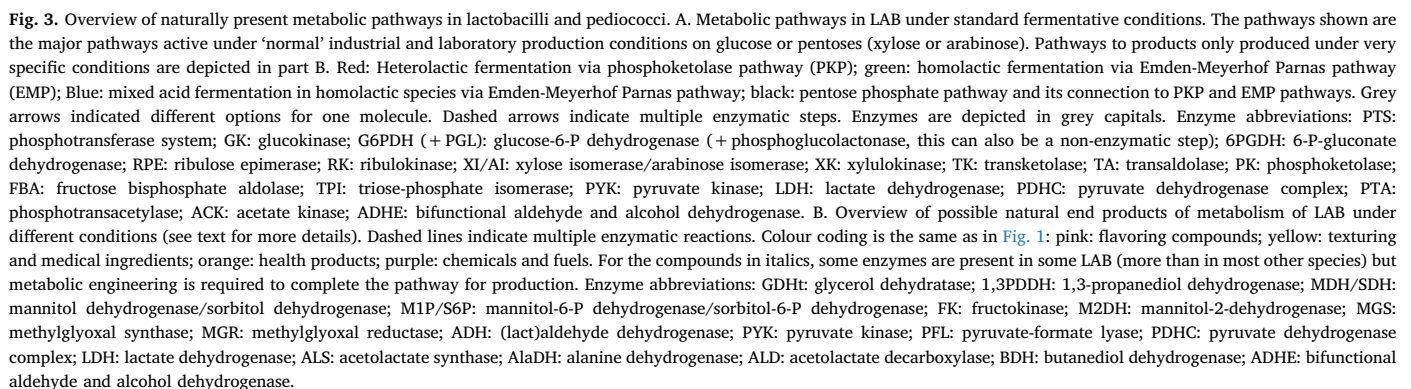 Fig. 3. Overview of naturally present metabolic pathways in lactobacilli and pediococci. A. Metabolic pathways in LAB under standard fermentative conditions. The pathways shown are
the major pathways active under ‘normal’ industrial and laboratory production conditions on glucose or pentoses (xylose or arabinose). Pathways to products only produced under very
specific conditions are depicted in part B. Red: Heterolactic fermentation via phosphoketolase pathway (PKP); green: homolactic fermentation via Emden-Meyerhof Parnas pathway
(EMP); Blue: mixed acid fermentation in homolactic species via Emden-Meyerhof Parnas pathway; black: pentose phosphate pathway and its connection to PKP and EMP pathways. Grey
arrows indicated different options for one molecule. Dashed arrows indicate multiple enzymatic steps. Enzymes are depicted in grey capitals. Enzyme abbreviations: PTS:
phosphotransferase system; GK: glucokinase; G6PDH (+PGL): glucose-6-P dehydrogenase (+phosphoglucolactonase, this can also be a non-enzymatic step); 6PGDH: 6-P-gluconate
dehydrogenase; RPE: ribulose epimerase; RK: ribulokinase; XI/AI: xylose isomerase/arabinose isomerase; XK: xylulokinase; TK: transketolase; TA: transaldolase; PK: phosphoketolase;
FBA: fructose bisphosphate aldolase; TPI: triose-phosphate isomerase; PYK: pyruvate kinase; LDH: lactate dehydrogenase; PDHC: pyruvate dehydrogenase complex; PTA:
phosphotransacetylase; ACK: acetate kinase; ADHE: bifunctional aldehyde and alcohol dehydrogenase. B. Overview of possible natural end products of metabolism of LAB under
different conditions (see text for more details). Dashed lines indicate multiple enzymatic reactions. Colour coding is the same as in Fig. 1: pink: flavoring compounds; yellow: texturing
and medical ingredients; orange: health products; purple: chemicals and fuels. For the compounds in italics, some enzymes are present in some LAB (more than in most other species) but
metabolic engineering is required to complete the pathway for production. Enzyme abbreviations: GDHt: glycerol dehydratase; 1,3PDDH: 1,3-propanediol dehydrogenase; MDH/SDH:
mannitol dehydrogenase/sorbitol dehydrogenase; M1P/S6P: mannitol-6-P dehydrogenase/sorbitol-6-P dehydrogenase; FK: fructokinase; M2DH: mannitol-2-dehydrogenase; MGS:
methylglyoxal synthase; MGR: methylglyoxal reductase; ADH: (lact)aldehyde dehydrogenase; PYK: pyruvate kinase; PFL: pyruvate-formate lyase; PDHC: pyruvate dehydrogenase
complex; LDH: lactate dehydrogenase; ALS: acetolactate synthase; AlaDH: alanine dehydrogenase; ALD: acetolactate decarboxylase; BDH: butanediol dehydrogenase; ADHE: bifunctional
aldehyde and alcohol dehydrogenase.